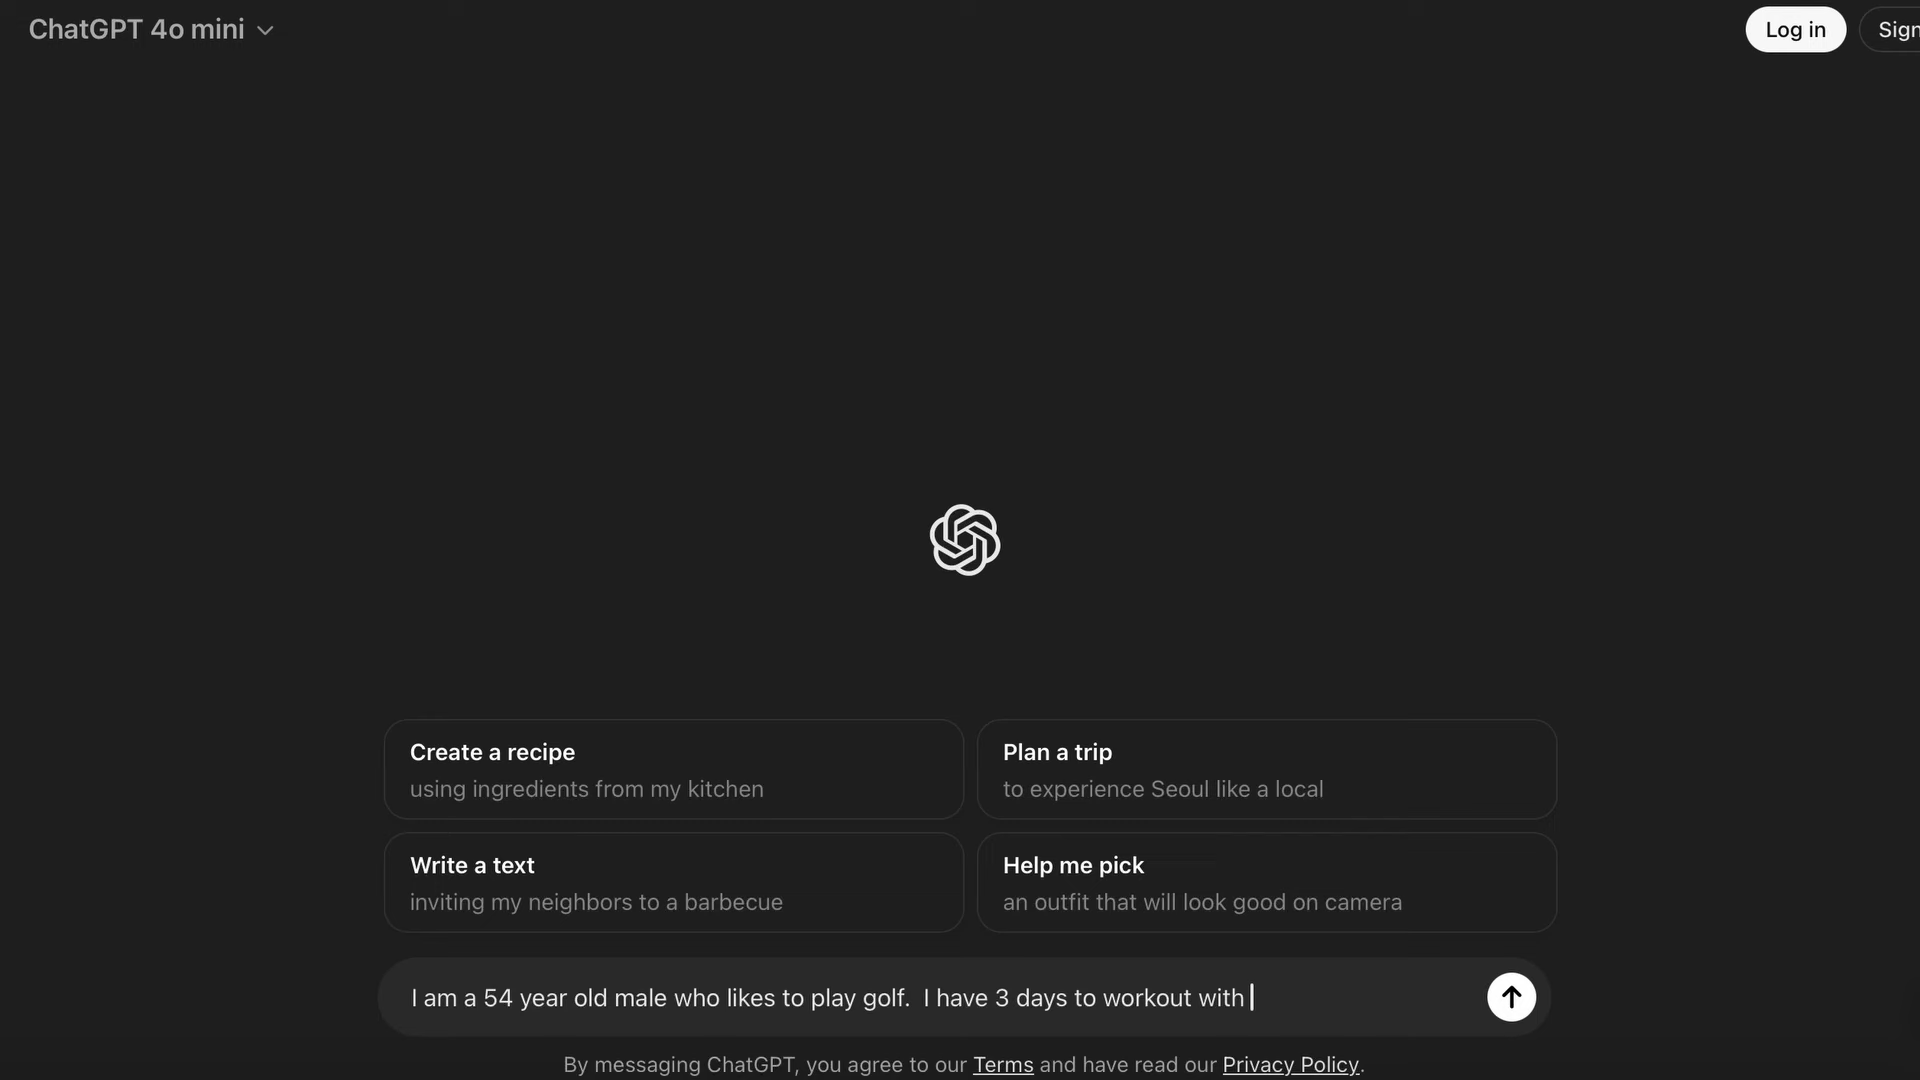 ChatGPT 4o mini
Log in
Sign
Create a recipe
using ingredients from my kitchen
Plan a trip
to experience Seoul like a local
Write a text
inviting my neighbors to a barbecue
Help me pick
an outfit that will look good on camera
I am a 54 year old male who likes to play golf.  I have 3 days to workout with
By messaging ChatGPT, you agree to our Terms and have read our Privacy Policy.